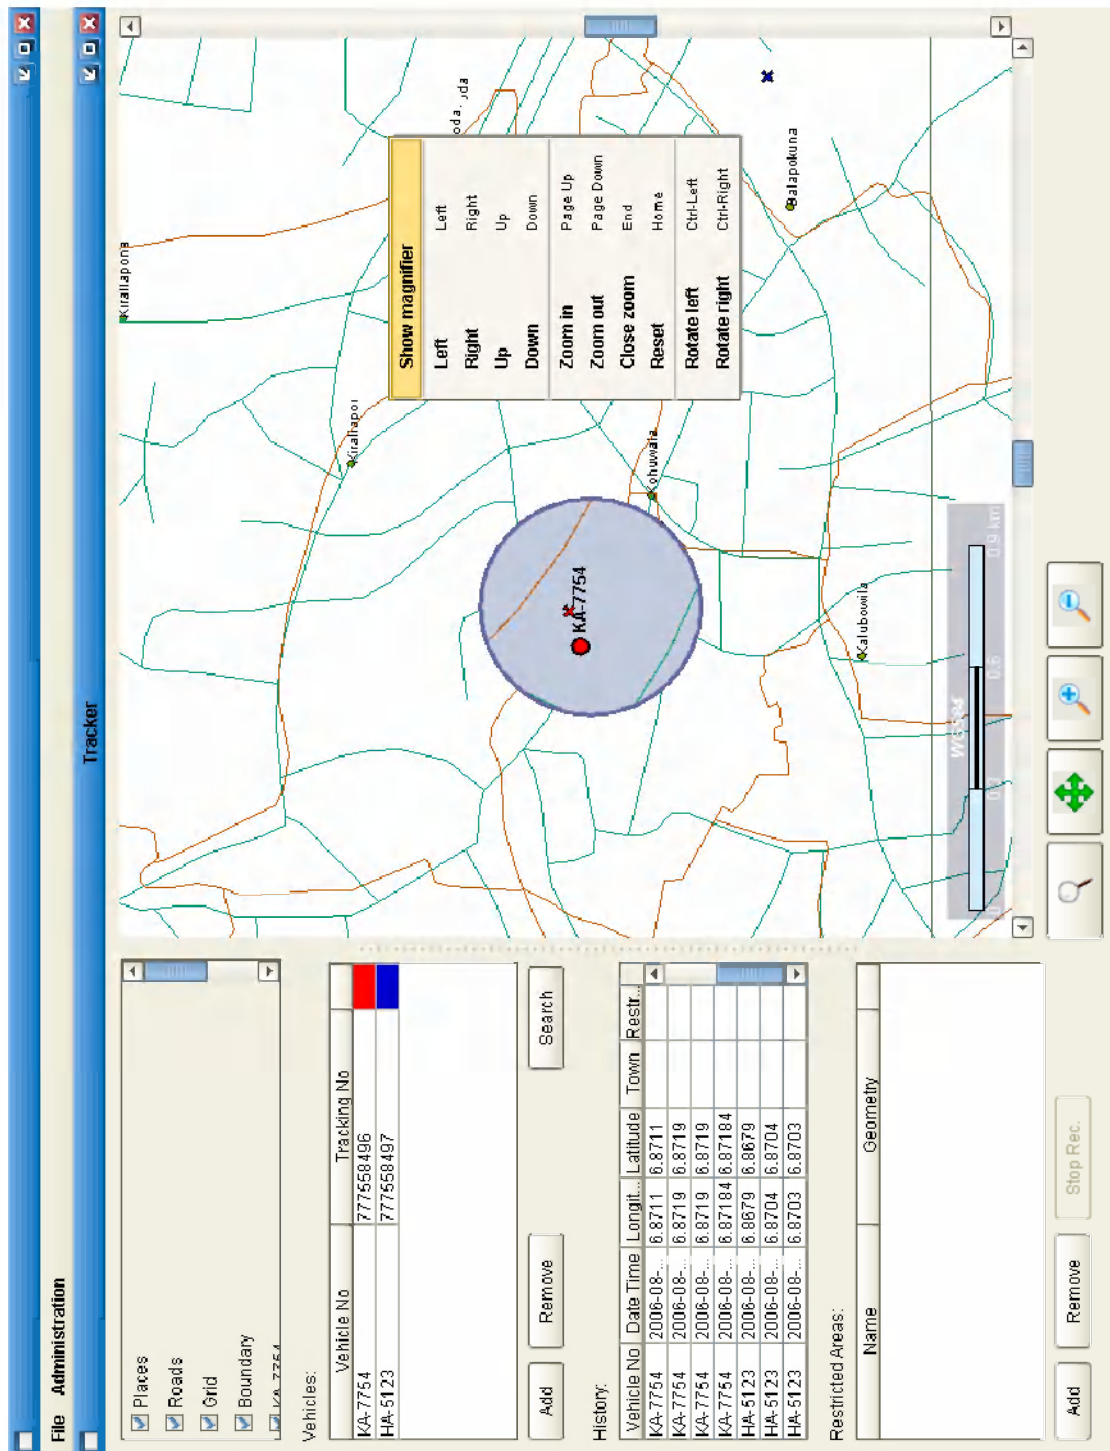 File Administration
Tracker
Places
Roads
Grid
Boundary
KA-7754
Vehicles:
Vehicle No Tracking No
KA-7754 777558496
HA-5123 777558497
Add Remove Search
History:
Vehicle No Date Time Longit... Latitude Town Restr...
KA-7754 2006-08-... 6.8711 6.8711
KA-7754 2006-08-... 6.8719 6.8719
KA-7754 2006-08-... 6.8719 6.8719
KA-7754 2006-08-... 6.87184 6.87184
HA-5123 2006-08-... 6.8679 6.8679
HA-5123 2006-08-... 6.8704 6.8704
HA-5123 2006-08-... 6.8703 6.8703
Restricted Areas:
Name Geometry
Add Remove Stop Rec.
Kirallapona
Kirallapor
KA-7754
Kohuwala
Kalubowila
Balapokuna
Show magnifier
Left Left
Right Right
Up Up
Down Down
Zoom in Page Up
Zoom out Page Down
Close zoom End
Reset Home
Rotate left Ctrl-Left
Rotate right Ctrl-Right
WGS84
0.6 0.9 km